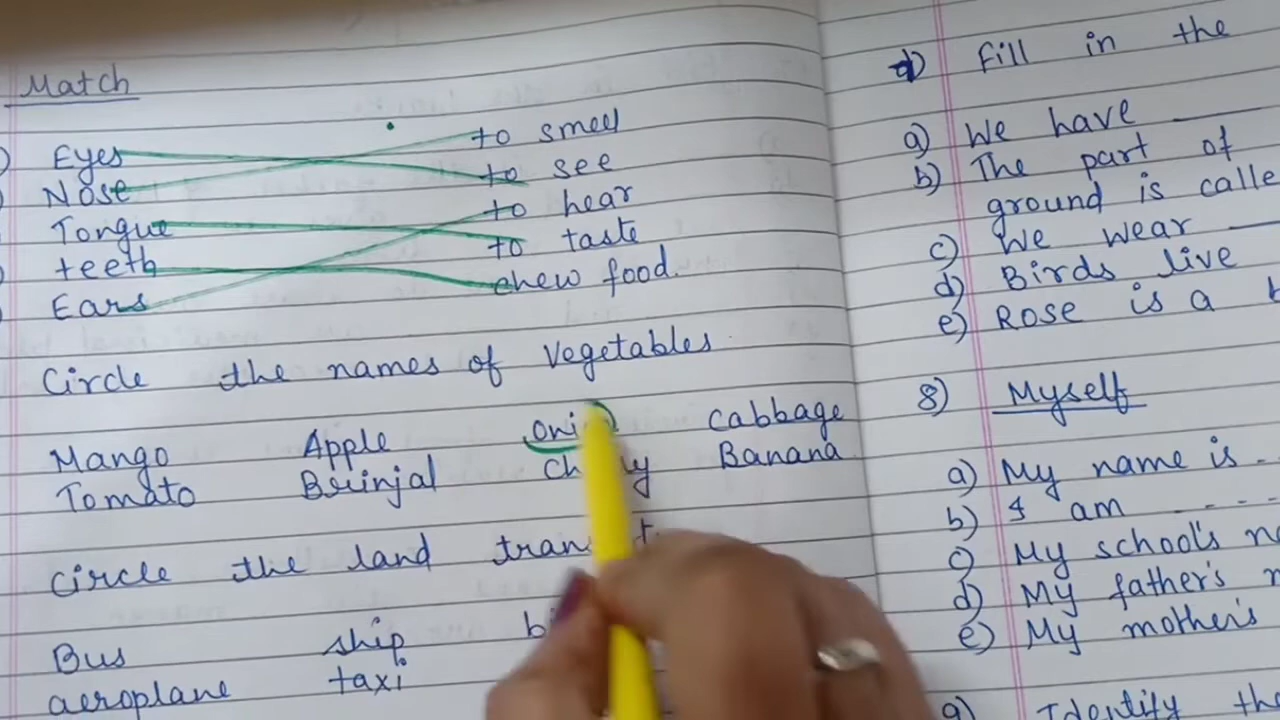 Match
Eyes to smell
Nose to see
Tongue to hear
teeth to taste
Ears chew food.
Circle the names of Vegetables
Mango Apple cabbage
Tomato Brinjal Banana
Circle the land
Bus ship
aeroplane taxi
d) Fill in the
a) We have
b) The part of
ground is
c) We wear
d) Birds live
e) Rose is a
8) Myself
a) My name is -
b) I am ----
c) My school's
d) My father's
e) My mother's
9) Identify